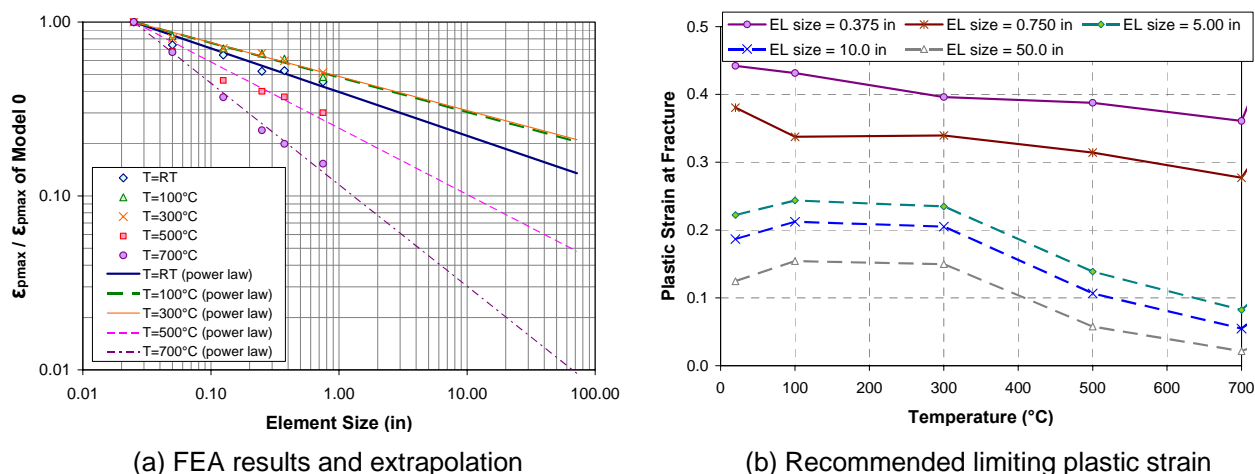 εpmax / εpmax of Model 0
1.00
0.10
0.01
T=RT
T=100°C
T=300°C
T=500°C
T=700°C
T=RT (power law)
T=100°C (power law)
T=300°C (power law)
T=500°C (power law)
T=700°C (power law)
0.01 0.10 1.00 10.00 100.00
Element Size (in)
(a) FEA results and extrapolation
Plastic Strain at Fracture
EL size = 0.375 in EL size = 0.750 in EL size = 5.00 in
EL size = 10.0 in EL size = 50.0 in
0.5
0.4
0.3
0.2
0.1
0.0
0 100 200 300 400 500 600 700
Temperature (°C)
(b) Recommended limiting plastic strain